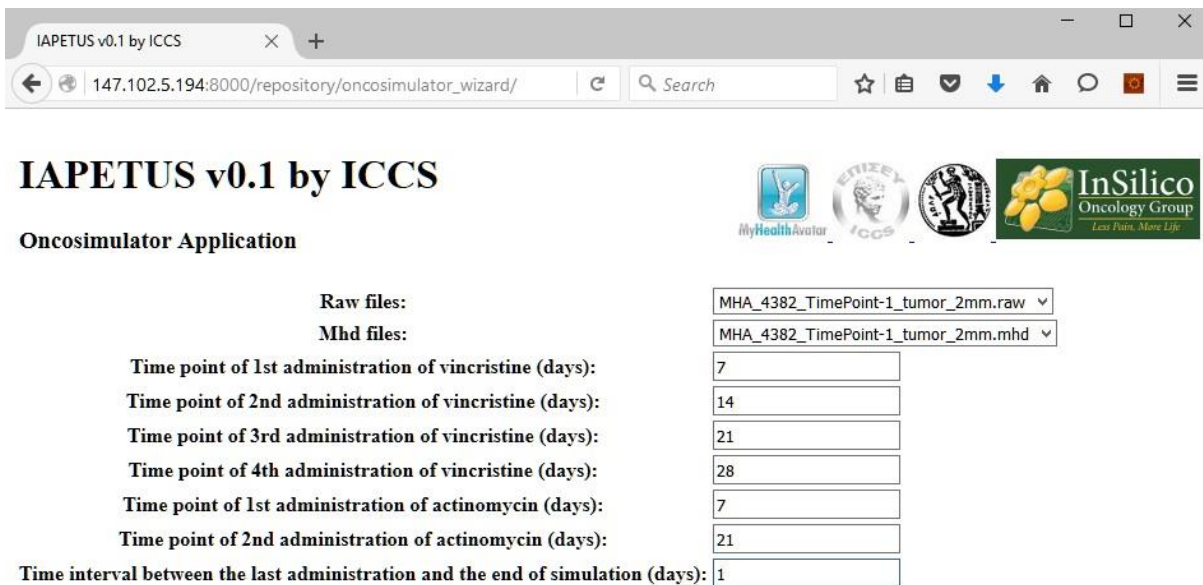 IAPETUS v0.1 by ICCS
147.102.5.194:8000/repository/oncosimulator_wizard/ Search
IAPETUS v0.1 by ICCS
Oncosimulator Application
MyHealthAvatar
ΕΠΙΣΕΥ
ICCS
InSilico
Oncology Group
Less Pain, More Life
Raw files: MHA_4382_TimePoint-1_tumor_2mm.raw
Mhd files: MHA_4382_TimePoint-1_tumor_2mm.mhd
Time point of 1st administration of vincristine (days): 7
Time point of 2nd administration of vincristine (days): 14
Time point of 3rd administration of vincristine (days): 21
Time point of 4th administration of vincristine (days): 28
Time point of 1st administration of actinomycin (days): 7
Time point of 2nd administration of actinomycin (days): 21
Time interval between the last administration and the end of simulation (days): 1